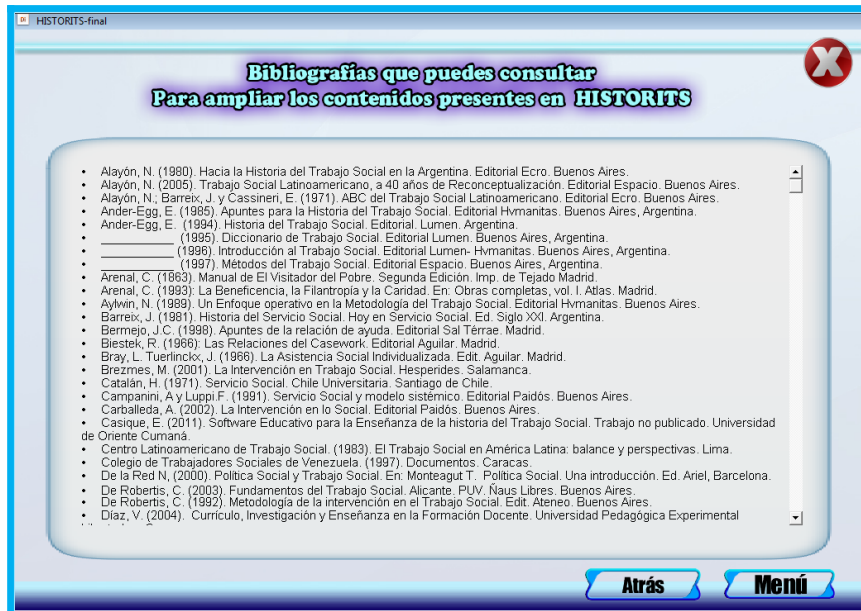 DI HISTORITS-final
X
Bibliografías que puedes consultar
Para ampliar los contenidos presentes en HISTORITS
• Alayón, N. (1980). Hacia la Historia del Trabajo Social en la Argentina. Editorial Ecro. Buenos Aires.
• Alayón, N. (2005). Trabajo Social Latinoamericano, a 40 años de Reconceptualización. Editorial Espacio. Buenos Aires.
• Alayón, N.; Barreix, J. y Cassineri, E. (1971). ABC del Trabajo Social Latinoamericano. Editorial Ecro. Buenos Aires.
• Ander-Egg, E. (1985). Apuntes para la Historia del Trabajo Social. Editorial Hvmanitas. Buenos Aires, Argentina.
• Ander-Egg, E. (1994). Historia del Trabajo Social. Editorial. Lumen. Argentina.
• ___________ (1995). Diccionario de Trabajo Social. Editorial Lumen. Buenos Aires, Argentina.
• ___________ (1996). Introducción al Trabajo Social. Editorial Lumen- Hvmanitas. Buenos Aires, Argentina.
• ___________ (1997). Métodos del Trabajo Social. Editorial Espacio. Buenos Aires, Argentina.
• Arenal, C. (1863). Manual de El Visitador del Pobre. Segunda Edición. Imp. de Tejado Madrid.
• Arenal, C. (1993): La Beneficencia, la Filantropía y la Caridad. En: Obras completas, vol. I. Atlas. Madrid.
• Aylwin, N. (1989). Un Enfoque operativo en la Metodología del Trabajo Social. Editorial Hvmanitas. Buenos Aires.
• Barreix, J. (1981). Historia del Servicio Social. Hoy en Servicio Social. Ed. Siglo XXI. Argentina.
• Bermejo, J.C. (1998). Apuntes de la relación de ayuda. Editorial Sal Térrae. Madrid.
• Biestek, R. (1966): Las Relaciones del Casework. Editorial Aguilar. Madrid.
• Bray, L. Tuerlinckx, J. (1966). La Asistencia Social Individualizada. Edit. Aguilar. Madrid.
• Brezmes, M. (2001). La Intervención en Trabajo Social. Hesperides. Salamanca.
• Catalán, H. (1971). Servicio Social. Chile Universitaria. Santiago de Chile.
• Campanini, A y Luppi.F. (1991). Servicio Social y modelo sistémico. Editorial Paidós. Buenos Aires.
• Carballeda, A. (2002). La Intervención en lo Social. Editorial Paidós. Buenos Aires.
• Casique, E. (2011). Software Educativo para la Enseñanza de la historia del Trabajo Social. Trabajo no publicado. Universidad
de Oriente Cumaná.
• Centro Latinoamericano de Trabajo Social. (1983). El Trabajo Social en América Latina: balance y perspectivas. Lima.
• Colegio de Trabajadores Sociales de Venezuela. (1997). Documentos. Caracas.
• De la Red N, (2000). Política Social y Trabajo Social. En: Monteagut T. Política Social. Una introducción. Ed. Ariel, Barcelona.
• De Robertis, C. (2003). Fundamentos del Trabajo Social. Alicante. PUV. Ñaus Libres. Buenos Aires.
• De Robertis, C. (1992). Metodología de la intervención en el Trabajo Social. Edit. Ateneo. Buenos Aires.
• Díaz, V. (2004). Currículo, Investigación y Enseñanza en la Formación Docente. Universidad Pedagógica Experimental
Atrás
Menú